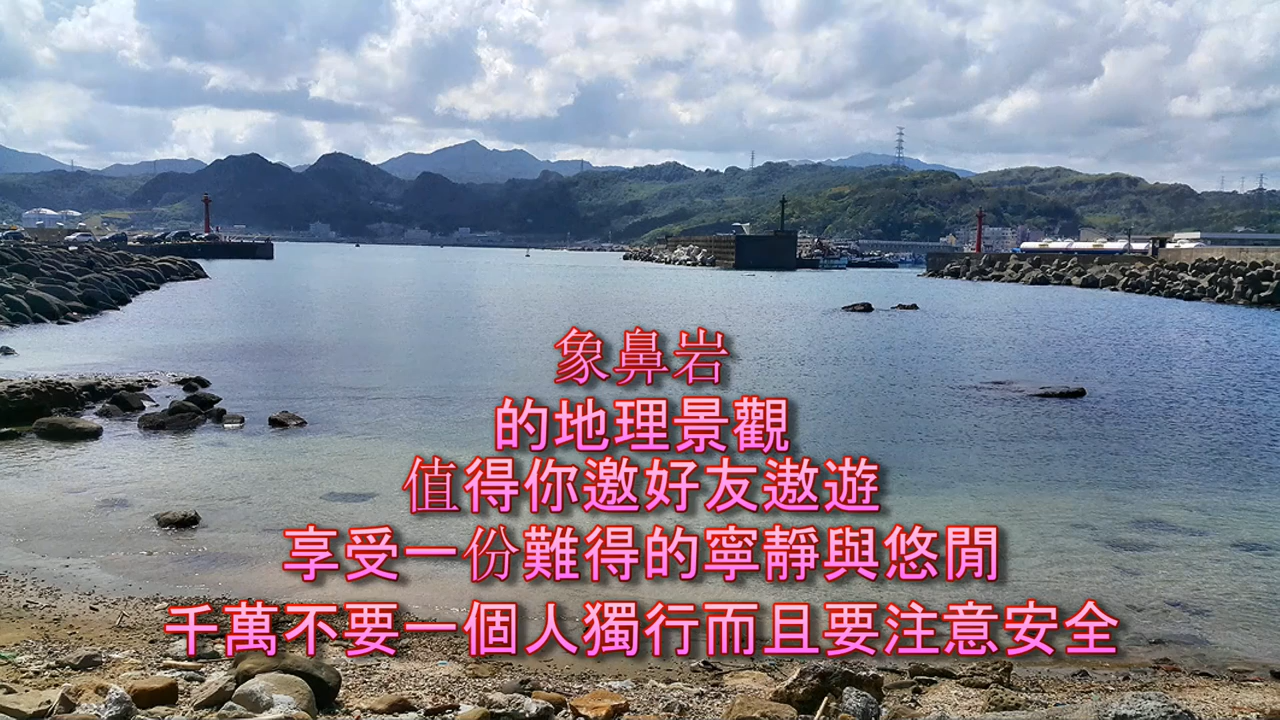 象鼻岩
的地理景觀
值得你邀好友遨遊
享受一份難得的寧靜與悠閒
千萬不要一個人獨行而且要注意安全